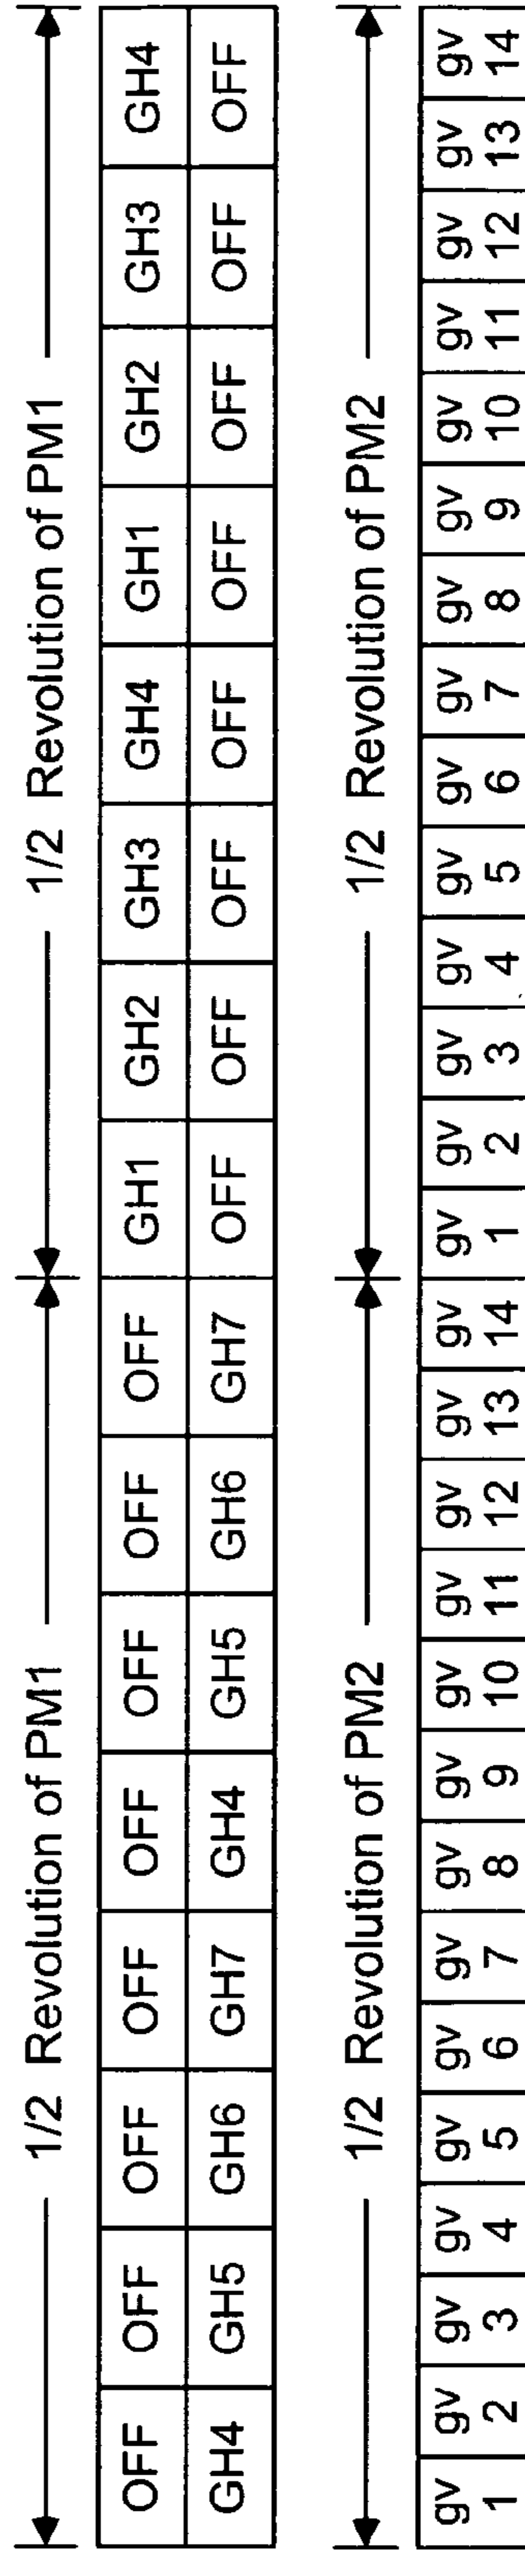 1/2 Revolution of PM1 1/2 Revolution of PM1
OFF OFF OFF OFF OFF OFF OFF OFF GH1 GH2 GH3 GH4 GH1 GH2 GH3 GH4
GH4 GH5 GH6 GH7 GH4 GH5 GH6 GH7 OFF OFF OFF OFF OFF OFF OFF OFF
1/2 Revolution of PM2 1/2 Revolution of PM2
gv gv gv gv gv gv gv gv gv gv gv gv gv gv gv gv gv gv gv gv gv gv gv gv gv gv gv gv
1 2 3 4 5 6 7 8 9 10 11 12 13 14 1 2 3 4 5 6 7 8 9 10 11 12 13 14